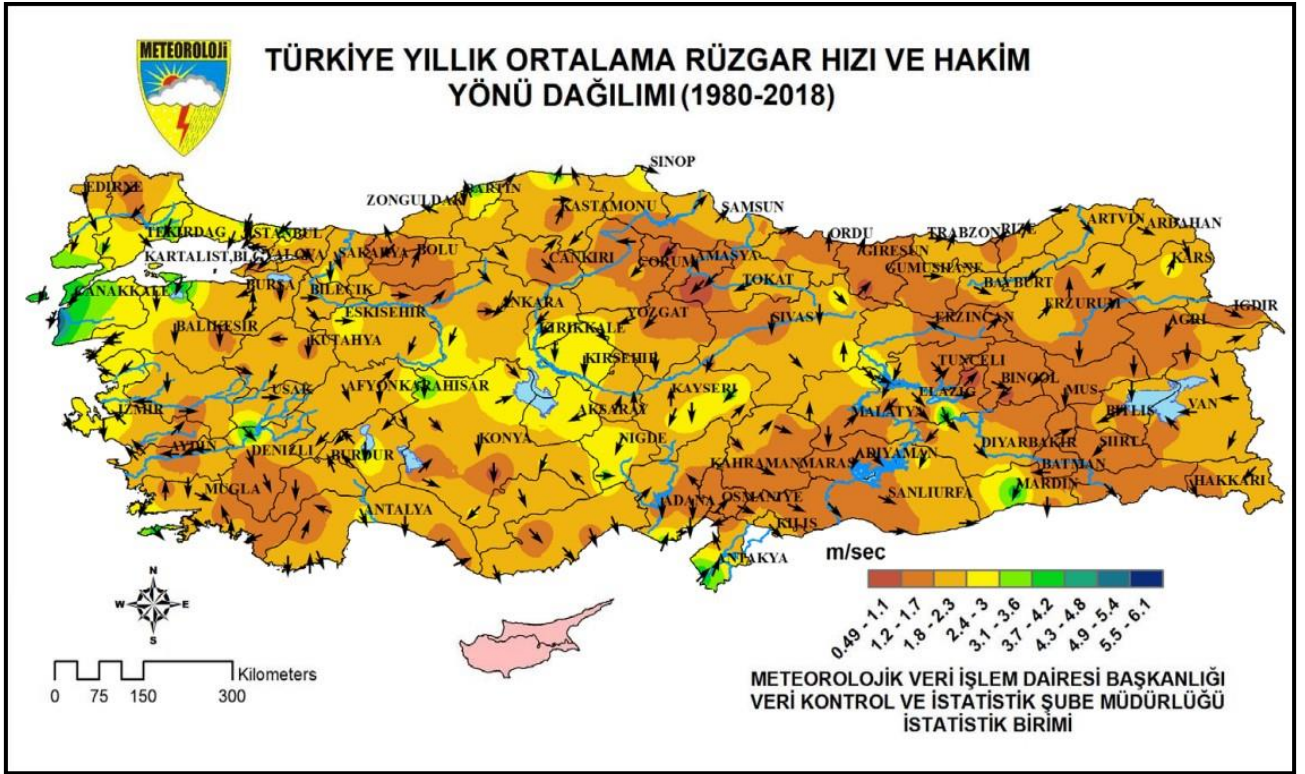 METEOROLOJİ
TÜRKİYE YILLIK ORTALAMA RÜZGAR HIZI VE HAKİM
YÖNÜ DAĞILIMI (1980-2018)
SINOP
EDIRNE
BARTIN
ZONGULDAK
KASTAMONU
SAMSUN
ARTVIN
ARDAHAN
TEKIRDAG
ISTANBUL
ORDU
TRABZON
RIZE
KARTALIST,BLG
YALOVA
SAKARYA
BOLU
CANKIRI
CORUM
AMASYA
GIRESUN
GUMUSHANE
KARS
CANAKKALE
BURSA
BILECIK
TOKAT
BAYBURT
ESKISEHIR
ANKARA
ERZURUM
IGDIR
BALIKESIR
KUTAHYA
KIRIKKALE
YOZGAT
SIVAS
ERZINCAN
AGRI
KIRSEHIR
TUNCELI
USAK
AFYONKARAHISAR
KAYSERI
BINGOL
MUS
IZMIR
AKSARAY
ELAZIG
MALATYA
BITLIS
VAN
AYDIN
DENIZLI
BURDUR
KONYA
NIGDE
DIYARBAKIR
SIIRT
KAHRAMANMARAS
ADIYAMAN
BATMAN
MUGLA
ANTALYA
ADANA
OSMANIYE
SANLIURFA
MARDIN
HAKKARI
KILIS
ANTAKYA
m/sec
0.49 - 1.1
1.2 - 1.7
1.8 - 2.3
2.4 - 3
3.1 - 3.6
3.7 - 4.2
4.3 - 4.8
4.9 - 5.4
5.5 - 6.1
N
W E
S
Kilometers
0 75 150 300
METEOROLOJİK VERİ İŞLEM DAİRESİ BAŞKANLIĞI
VERİ KONTROL VE İSTATİSTİK ŞUBE MÜDÜRLÜĞÜ
İSTATİSTİK BİRİMİ